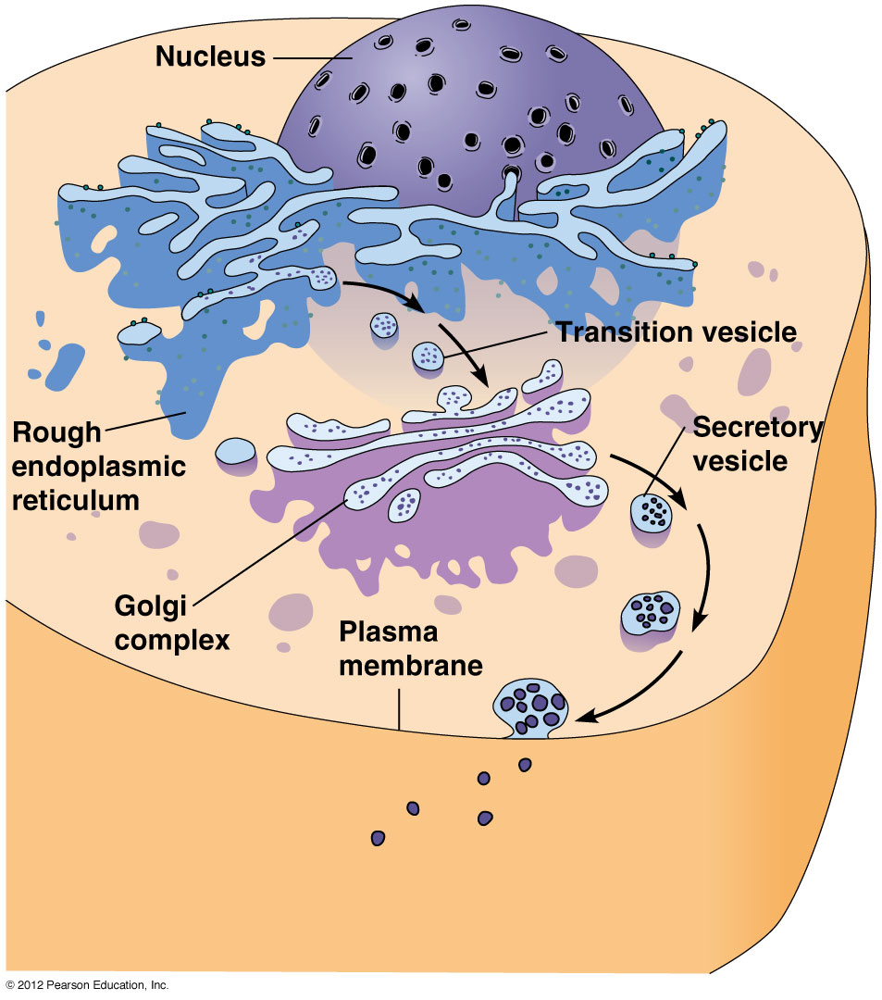 Nucleus
Transition vesicle
Rough
endoplasmic
reticulum
Secretory
vesicle
Golgi
complex
Plasma
membrane
© 2012 Pearson Education, Inc.